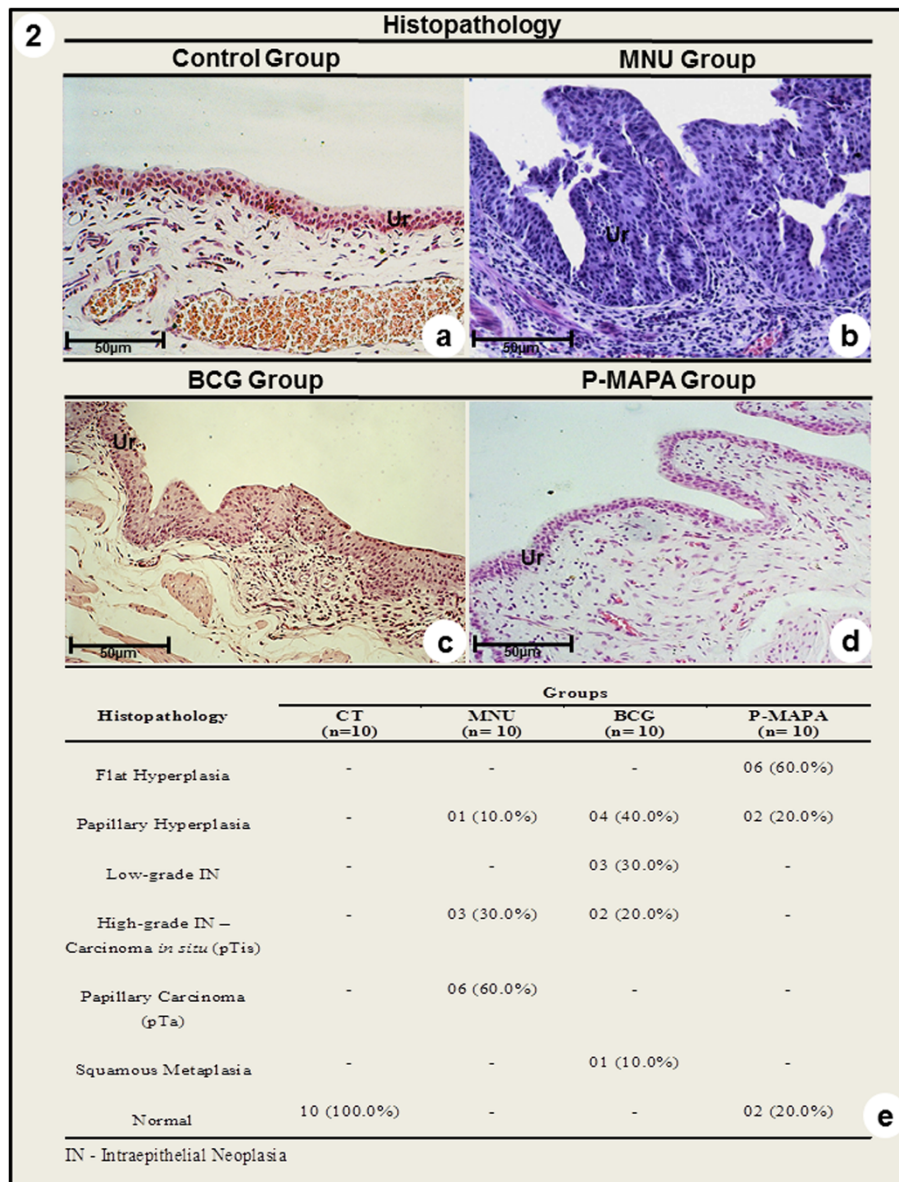 2
Histopathology
Control Group
MNU Group
Ur
50µm
a
Ur
50µm
b
BCG Group
P-MAPA Group
Ur
50µm
c
Ur
50µm
d
Groups
Histopathology CT MNU BCG P-MAPA
(n=10) (n= 10) (n= 10) (n= 10)
Flat Hyperplasia - - - 06 (60.0%)
Papillary Hyperplasia - 01 (10.0%) 04 (40.0%) 02 (20.0%)
Low-grade IN - - 03 (30.0%) -
High-grade IN – - 03 (30.0%) 02 (20.0%) -
Carcinoma in situ (pTis)
Papillary Carcinoma - 06 (60.0%) - -
(pTa)
Squamous Metaplasia - - 01 (10.0%) -
Normal 10 (100.0%) - - 02 (20.0%)
e
IN - Intraepithelial Neoplasia